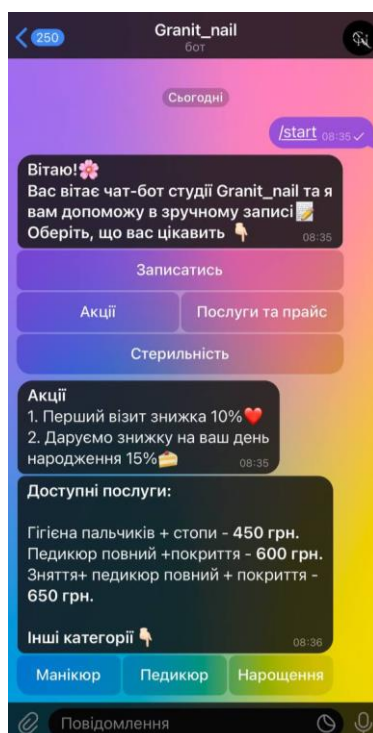 250
Granit_nail
бот
Сьогодні
/start 08:35
Вітаю!🌸
Вас вітає чат-бот студії Granit_nail та я
вам допоможу в зручному записі📝
Оберіть, що вас цікавить 👇🏻 08:35
Записатись
Акції
Послуги та прайс
Стерильність
Акції
1. Перший візит знижка 10%❤️
2. Даруємо знижку на ваш день
народження 15%🍰 08:35
Доступні послуги:
Гігієна пальчиків + стопи - 450 грн.
Педикюр повний +покриття - 600 грн.
Зняття+ педикюр повний + покриття -
650 грн.
Інші категорії 👇🏻 08:36
Манікюр
Педикюр
Нарощення
Повідомлення